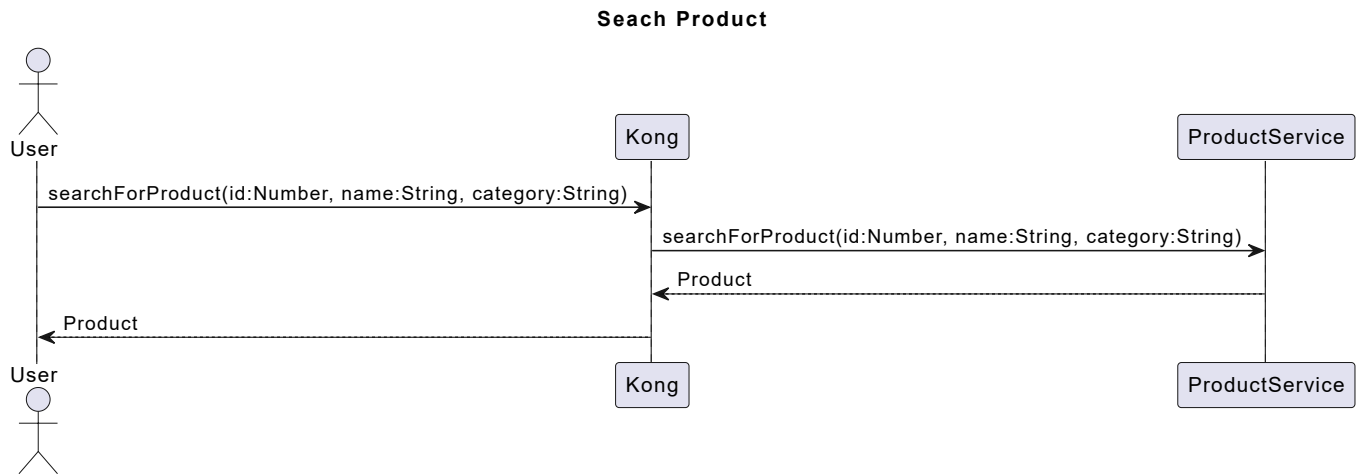 Seach Product
User
Kong
ProductService
searchForProduct(id:Number, name:String, category:String)
searchForProduct(id:Number, name:String, category:String)
Product
Product
User
Kong
ProductService